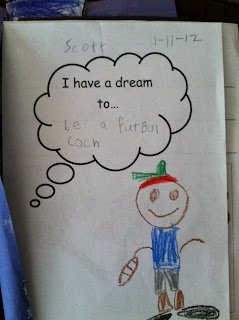 Scott 1-11-12
I have a dream
to...
be a futbol
coch